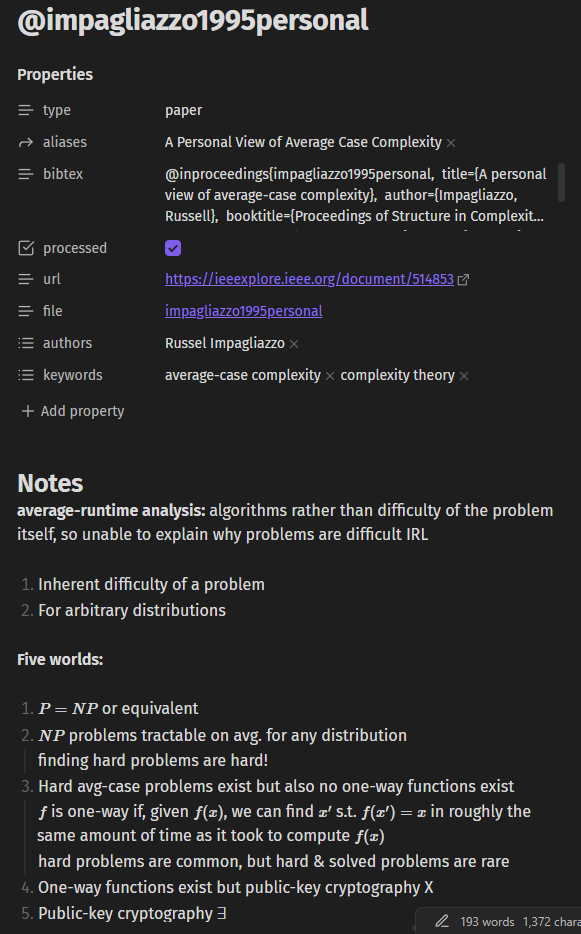 @impagliazzo1995personal
Properties
type paper
aliases A Personal View of Average Case Complexity ×
bibtex @inproceedings{impagliazzo1995personal, title={A personal
view of average-case complexity}, author={Impagliazzo,
Russell}, booktitle={Proceedings of Structure in Complexit...
processed
url https://ieeexplore.ieee.org/document/514853
file impagliazzo1995personal
authors Russel Impagliazzo ×
keywords average-case complexity × complexity theory ×
+ Add property
Notes
average-runtime analysis: algorithms rather than difficulty of the problem
itself, so unable to explain why problems are difficult IRL
1. Inherent difficulty of a problem
2. For arbitrary distributions
Five worlds:
1. P = NP or equivalent
2. NP problems tractable on avg. for any distribution
finding hard problems are hard!
3. Hard avg-case problems exist but also no one-way functions exist
f is one-way if, given f(x), we can find x′ s.t. f(x′) = x in roughly the
same amount of time as it took to compute f(x)
hard problems are common, but hard & solved problems are rare
4. One-way functions exist but public-key cryptography X
5. Public-key cryptography ∃
193 words 1,372 chara